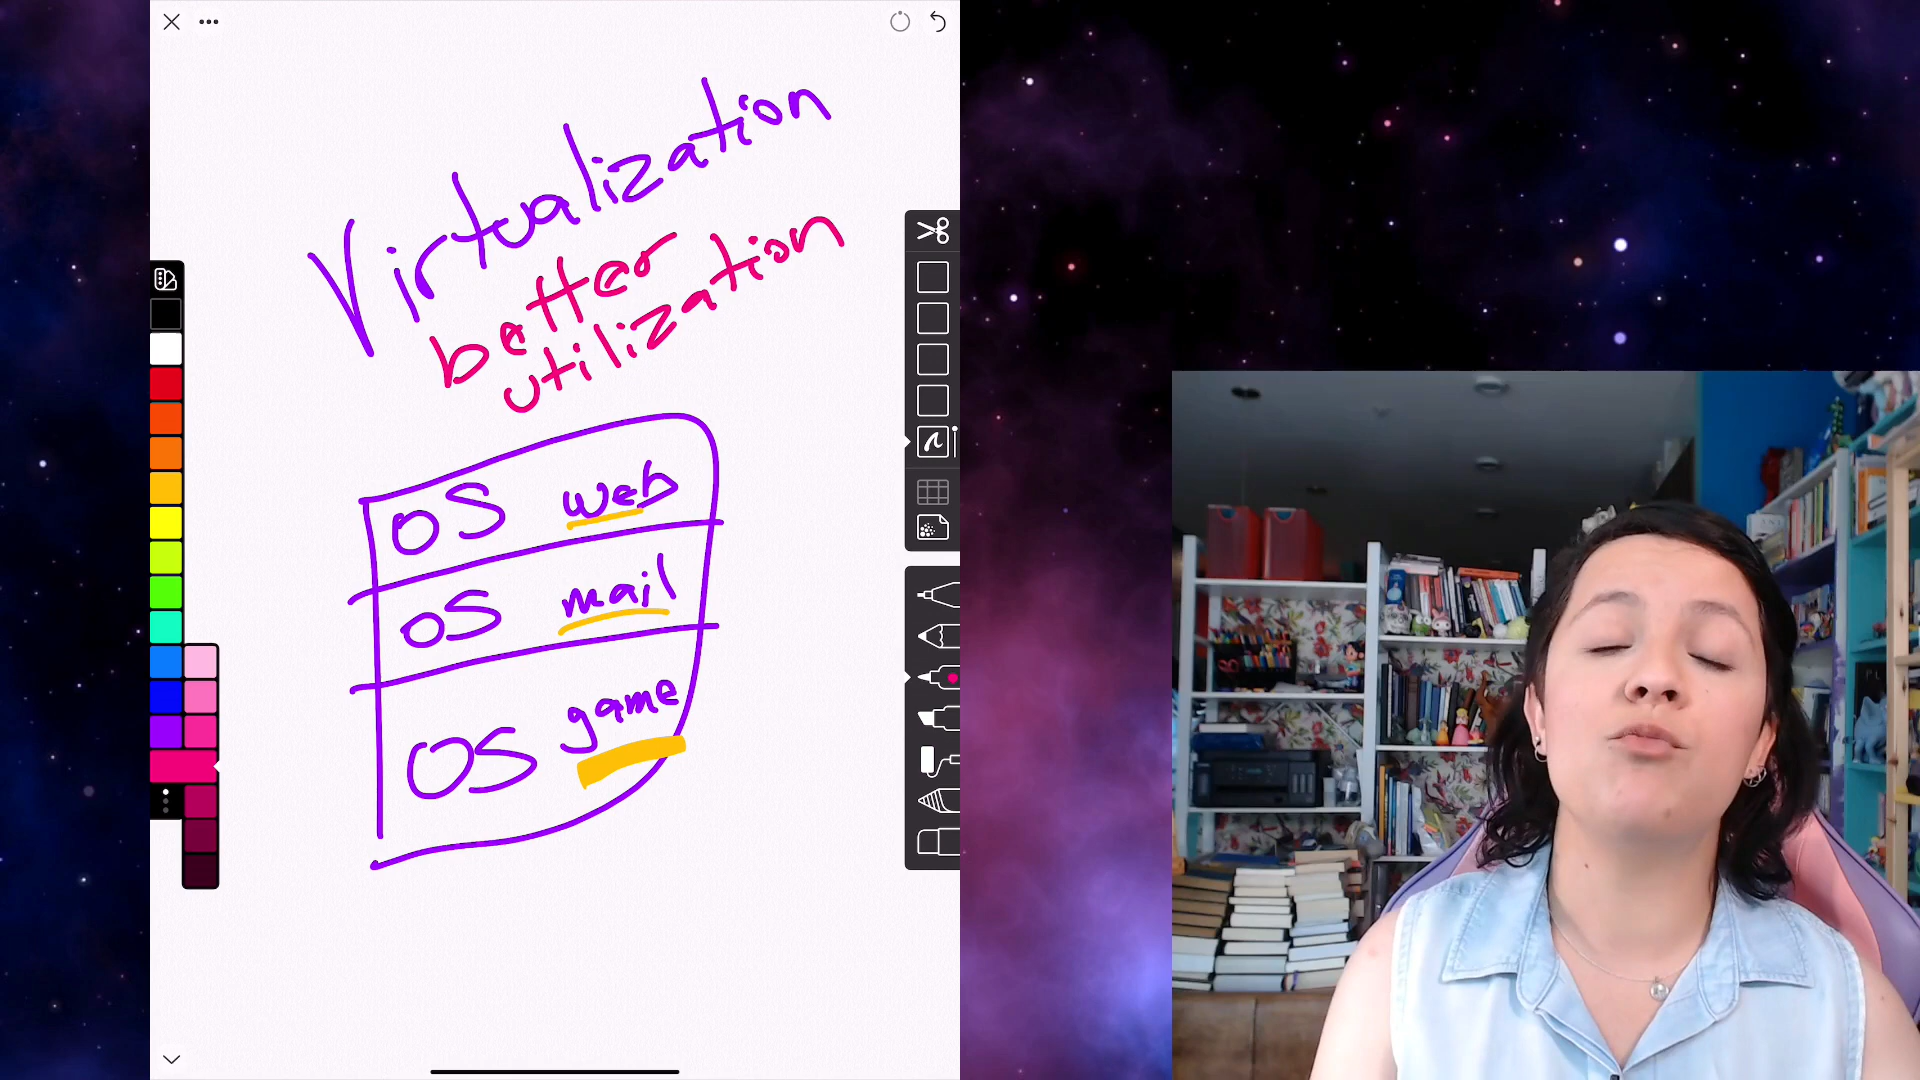 Virtualization
better
utilization
OS web
OS mail
OS game